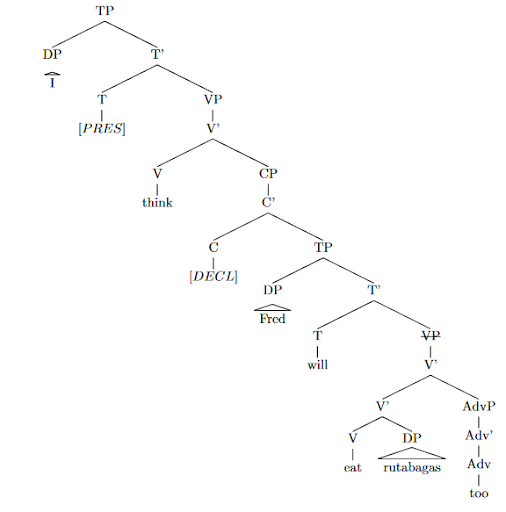 TP
DP T'
I
T VP
[PRES] V'
V CP
think C'
C TP
[DECL] DP T'
Fred
T VP
will V'
V' AdvP
V DP Adv'
eat rutabagas Adv
too